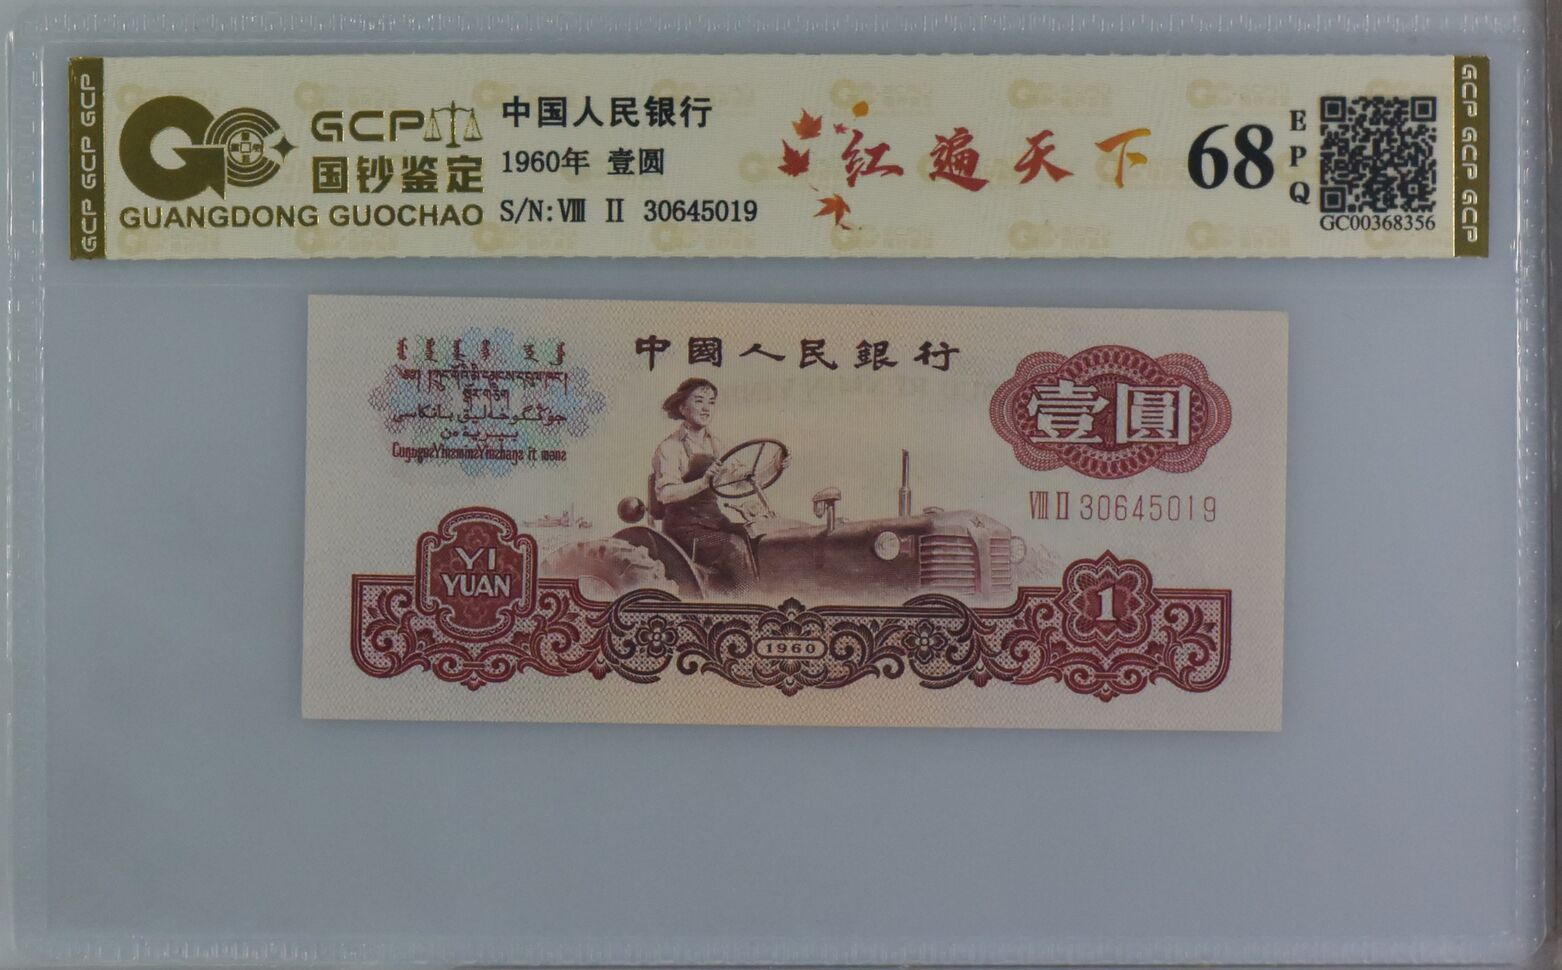 GCP GCP GCP
GCP
国钞鉴定
GUANGDONG GUOCHAO
中国人民银行
1960年 壹圆
S/N:Ⅷ Ⅱ 30645019
红遍天下
68
EPQ
GC00368356
GCP GCP GCP
中國人民銀行
壹圓
Ⅷ Ⅱ 30645019
YI
YUAN
1960
1